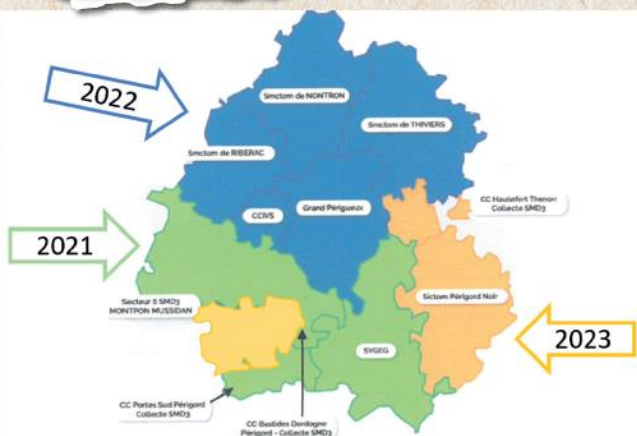 2022
Smctom de NONTRON
Smctom de THIVIERS
Smctom de RIBERAC
CCIVS
Grand Périgueux
CC Hautefort Thenon
Collecte SMD3
2021
Sictom Périgord Noir
Secteur 6 SMD3
MONTPON MUSSIDAN
SYGEG
2023
CC Portes Sud Périgord
Collecte SMD3
CC Bastides Dordogne
Périgord - Collecte SMD3